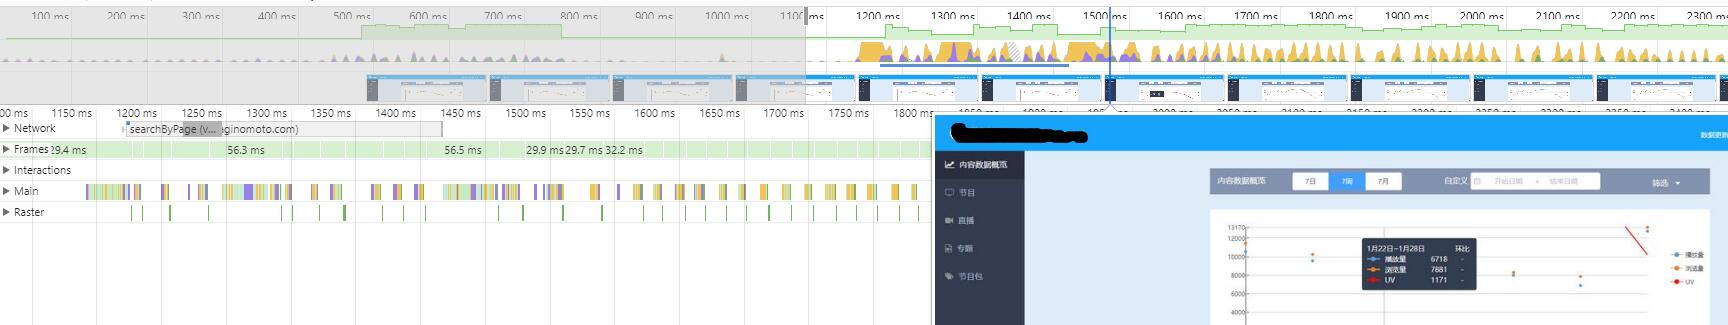 100 ms 200 ms 300 ms 400 ms 500 ms 600 ms 700 ms 800 ms 900 ms 1000 ms 1100 ms 1200 ms 1300 ms 1400 ms 1500 ms 1600 ms 1700 ms 1800 ms 1900 ms 2000 ms 2100 ms 2200 ms 2300 ms
00 ms 1150 ms 1200 ms 1250 ms 1300 ms 1350 ms 1400 ms 1450 ms 1500 ms 1550 ms 1600 ms 1650 ms 1700 ms 1750 ms 1800 ms
Network
searchByPage (v... ginomoto.com)
Frames 29.4 ms 56.3 ms 56.5 ms 29.9 ms 29.7 ms 32.2 ms
Interactions
Main
Raster
数据更新
内容数据概览
节目
直播
专题
节目包
内容数据概览 7日 7周 7月 自定义 开始日期 - 结束日期 筛选
13170
12000
10000
8000
6000
4000
1月22日~1月28日 环比
播放量 6718 -
浏览量 7881 -
UV 1171 -
播放量
浏览量
UV